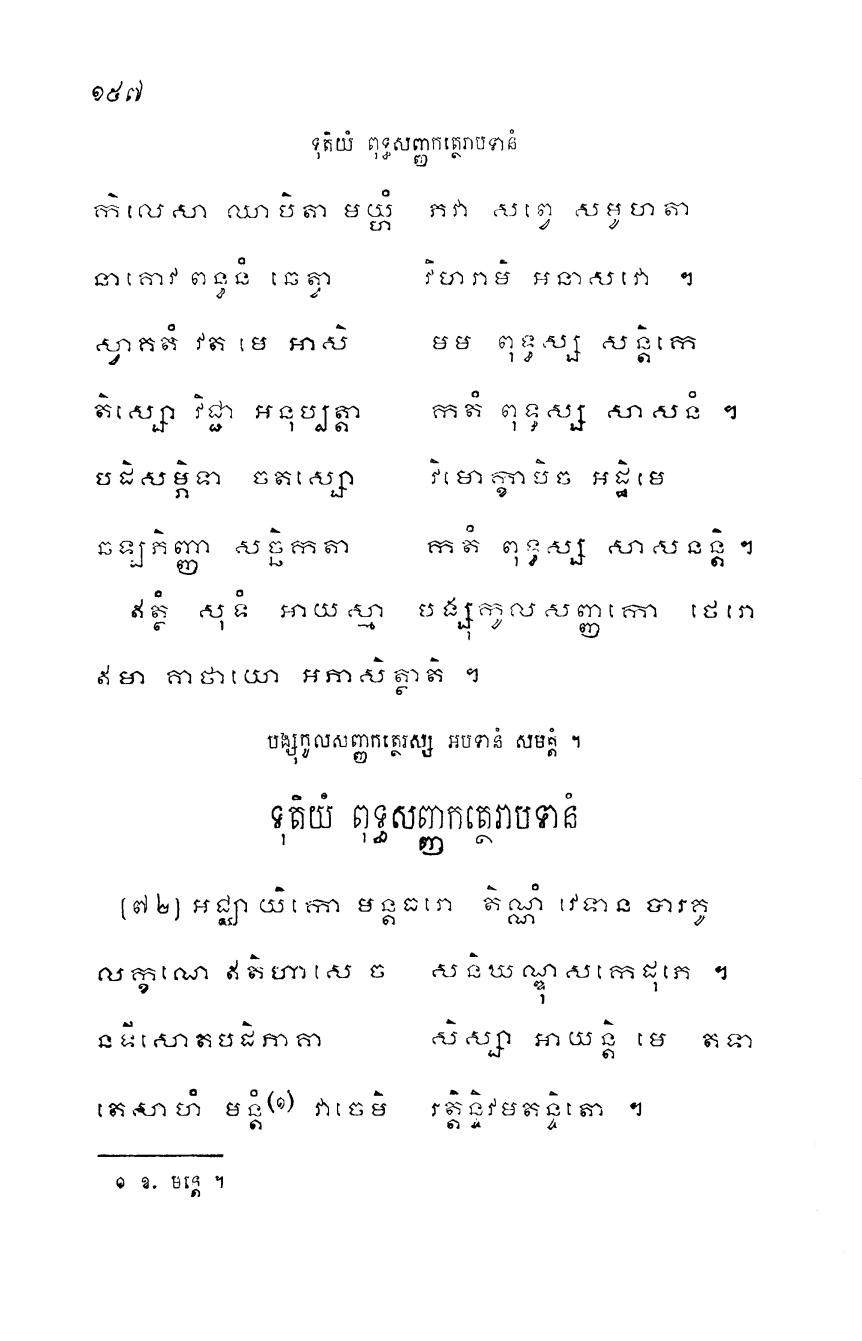 ១៥៧
ទុតិយំ ពុទ្ធសញ្ញកត្ថេរាបទានំ
កិលេសា ឈាបិតា មយ្ហំ ភវា សព្វេ សមូហតា
នាគោវ ពន្ធនំ ឆេត្វា វិហរាមិ អនាសវោ ។
ស្វាគតំ វត មេ អាសិ មម ពុទ្ធស្ស សន្តិកេ
តិស្សោ វិជ្ជា អនុប្បត្តា កតំ ពុទ្ធស្ស សាសនំ ។
បដិសម្ភិទា ចតស្សោ វិមោក្ខាបិច អដ្ឋិមេ
ឆឡភិញ្ញា សច្ឆិកតា កតំ ពុទ្ធស្ស សាសនន្តិ ។
ឥត្ថំ សុទំ អាយស្មា បង្សុកូលសញ្ញកោ ថេរោ
ឥមា គាថាយោ អភាសិត្ថាតិ ។
បង្សុកូលសញ្ញកត្ថេរស្ស អបទានំ សមត្តំ ។
ទុតិយំ ពុទ្ធសញ្ញកត្ថេរាបទានំ
[៧២] អជ្ឈាយិកោ មន្តធរោ តិណ្ណំ វេទាន បារគូ
លក្ខណេ ឥតិហាសេ ច សនិឃណ្ឌុសកេដុភេ ។
នទីសោតបដិភាគា សិស្សា អាយន្តិ មេ តទា
តេសាហំ មន្តំ(១) វាចេមិ រត្តិន្ទិវមតន្ទិតោ ។
១ ឱ. មន្តេ ។